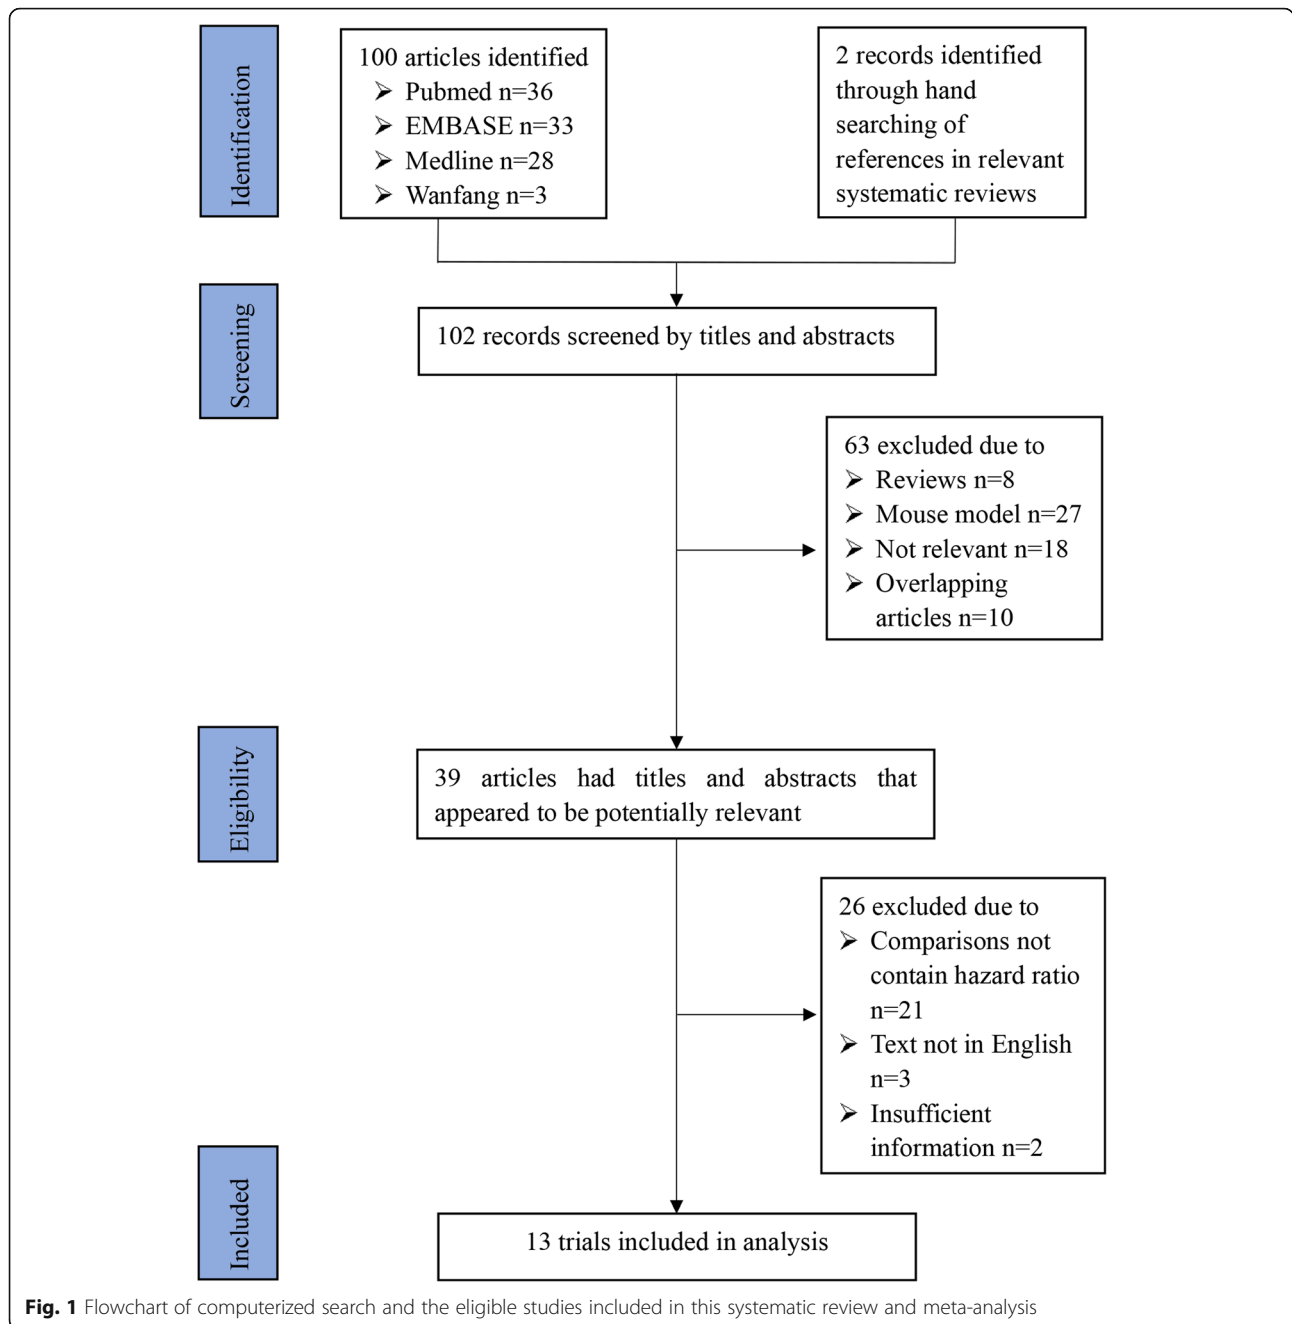 Identification
100 articles identified
➢ Pubmed n=36
➢ EMBASE n=33
➢ Medline n=28
➢ Wanfang n=3
2 records identified
through hand
searching of
references in relevant
systematic reviews
Screening
102 records screened by titles and abstracts
63 excluded due to
➢ Reviews n=8
➢ Mouse model n=27
➢ Not relevant n=18
➢ Overlapping
articles n=10
Eligibility
39 articles had titles and abstracts that
appeared to be potentially relevant
26 excluded due to
➢ Comparisons not
contain hazard ratio
n=21
➢ Text not in English
n=3
➢ Insufficient
information n=2
Included
13 trials included in analysis
Fig. 1 Flowchart of computerized search and the eligible studies included in this systematic review and meta-analysis